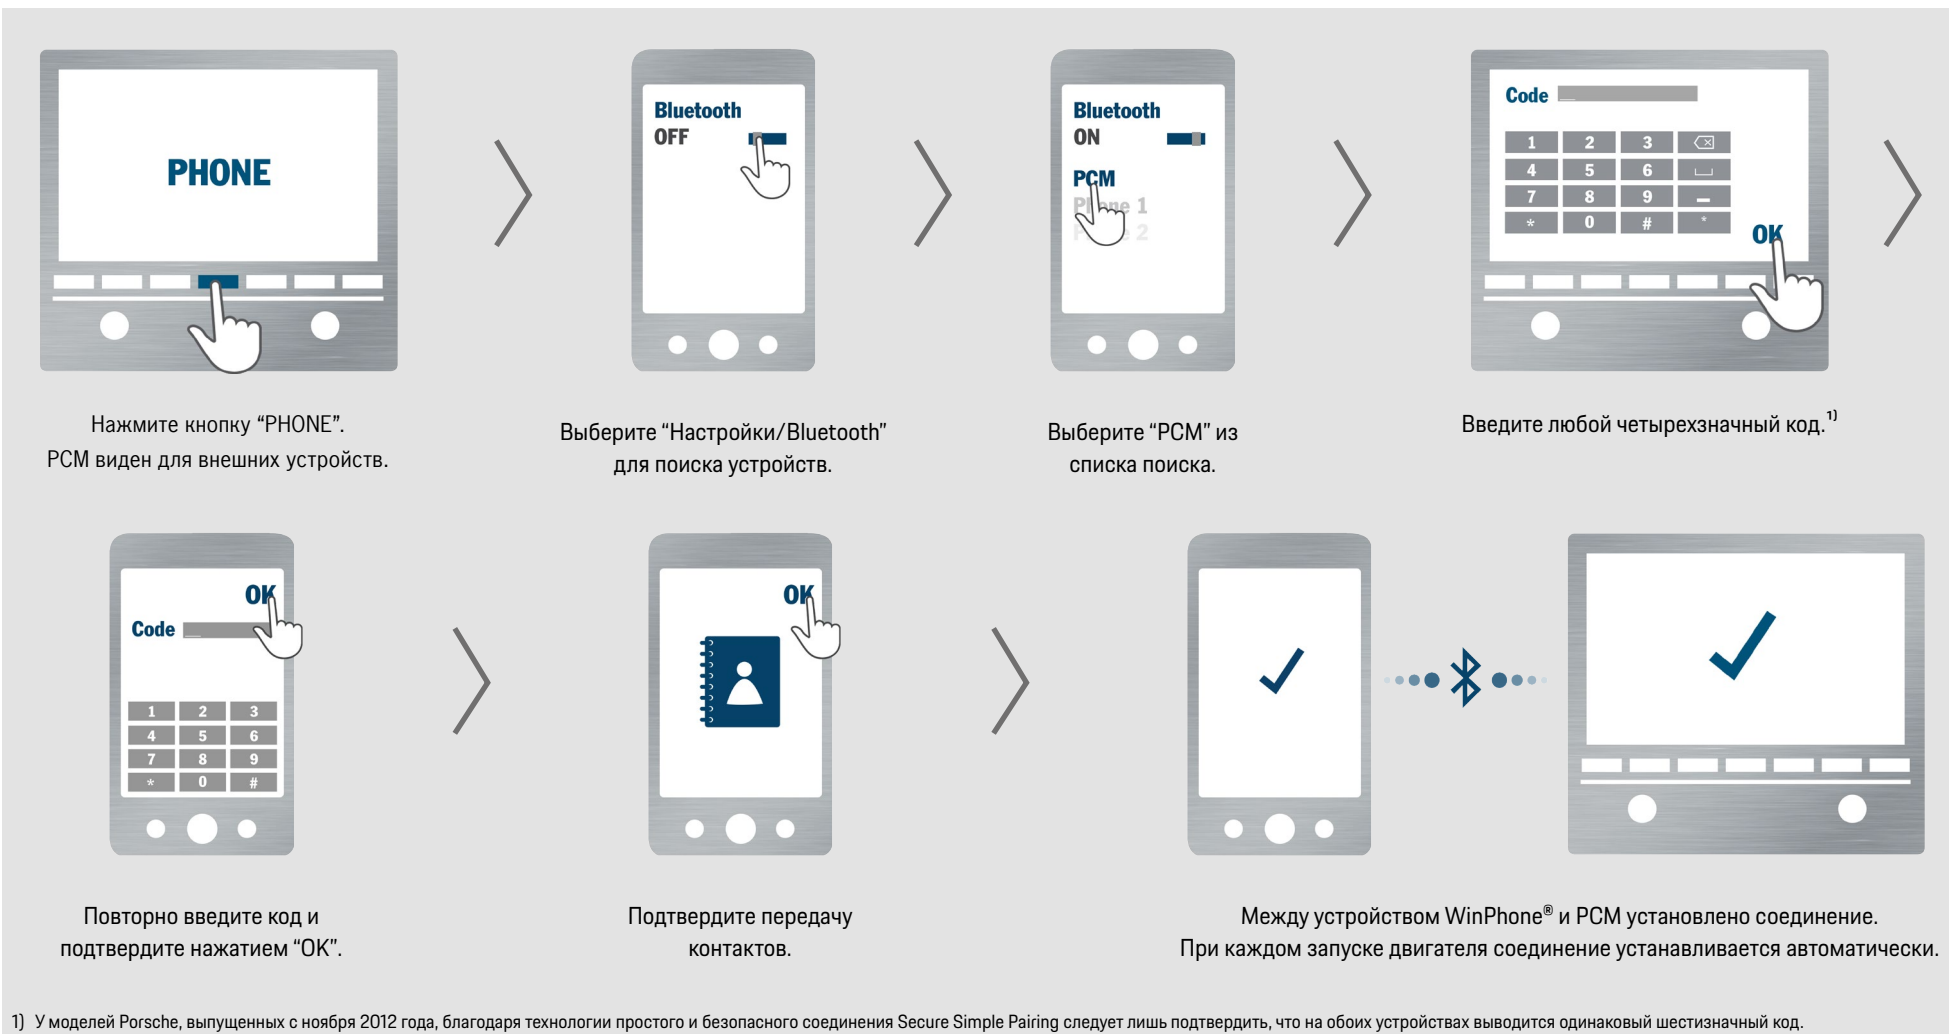 PHONE
Нажмите кнопку “PHONE”.
PCM виден для внешних устройств.
Bluetooth
OFF
Выберите “Настройки/Bluetooth”
для поиска устройств.
Bluetooth
ON
PCM
Phone 1
2
Выберите “PCM” из
списка поиска.
Code
1 2 3
4 5 6
7 8 9
* 0 # *
OK
Введите любой четырехзначный код.¹⁾
OK
Code
1 2 3
4 5 6
7 8 9
* 0 #
Повторно введите код и
подтвердите нажатием “OK”.
OK
Подтвердите передачу
контактов.
Между устройством WinPhone® и PCM установлено соединение.
При каждом запуске двигателя соединение устанавливается автоматически.
1) У моделей Porsche, выпущенных с ноября 2012 года, благодаря технологии простого и безопасного соединения Secure Simple Pairing следует лишь подтвердить, что на обоих устройствах выводится одинаковый шестизначный код.